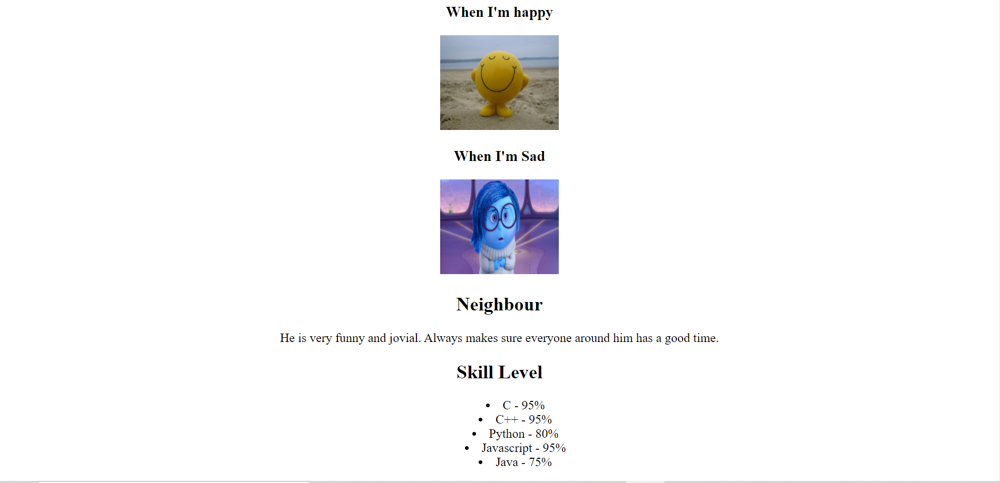 When I'm happy
When I'm Sad
Neighbour
He is very funny and jovial. Always makes sure everyone around him has a good time.
Skill Level
• C - 95%
• C++ - 95%
• Python - 80%
• Javascript - 95%
• Java - 75%